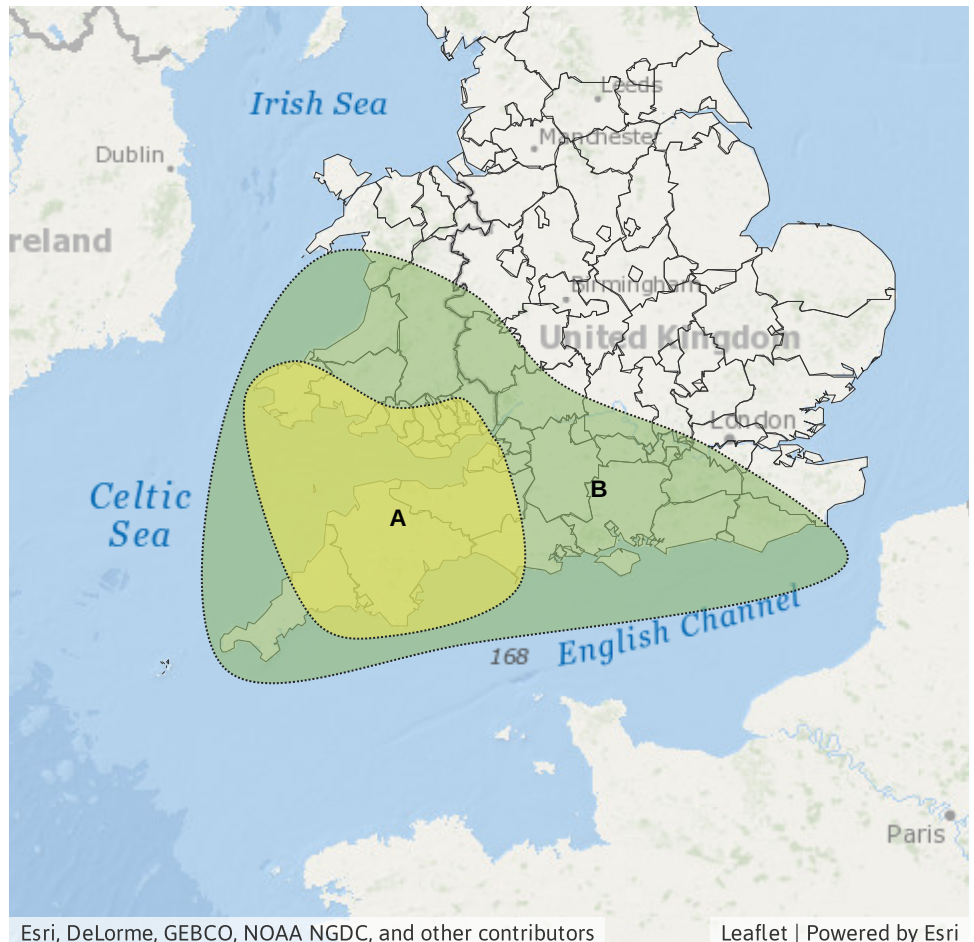 Irish Sea
Leeds
Manchester
Dublin
reland
Birmingham
United Kingdom
London
Celtic
Sea
B
A
English Channel
168
Paris
Esri, DeLorme, GEBCO, NOAA NGDC, and other contributors
Leaflet | Powered by Esri